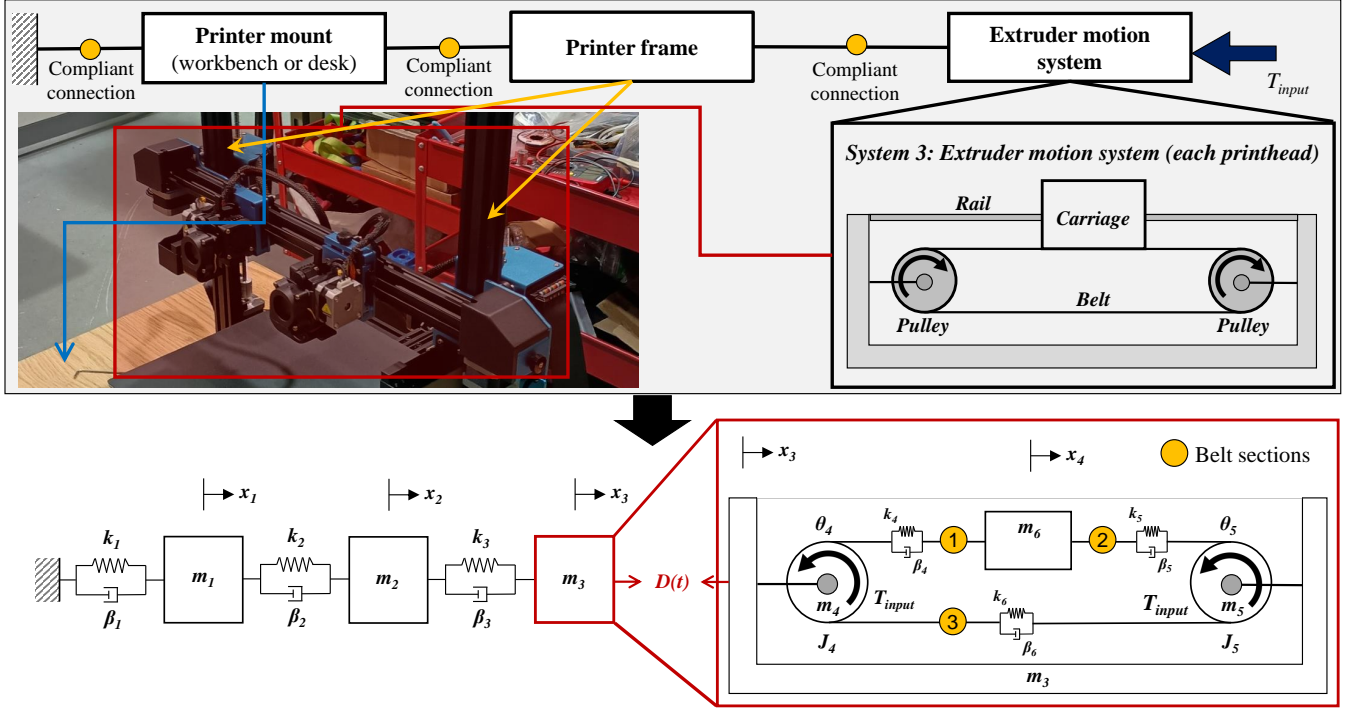 Printer mount
(workbench or desk)
Printer frame
Extruder motion
system
Compliant
connection
Compliant
connection
Compliant
connection
T_input
System 3: Extruder motion system (each printhead)
Rail
Carriage
Belt
Pulley
Pulley
x_1
x_2
x_3
k_1
k_2
k_3
m_1
m_2
m_3
D(t)
β_1
β_2
β_3
x_3
x_4
Belt sections
θ_4
k_4
m_6
k_5
θ_5
1
2
β_4
β_5
m_4
T_input
k_6
T_input
m_5
3
J_4
β_6
J_5
m_3